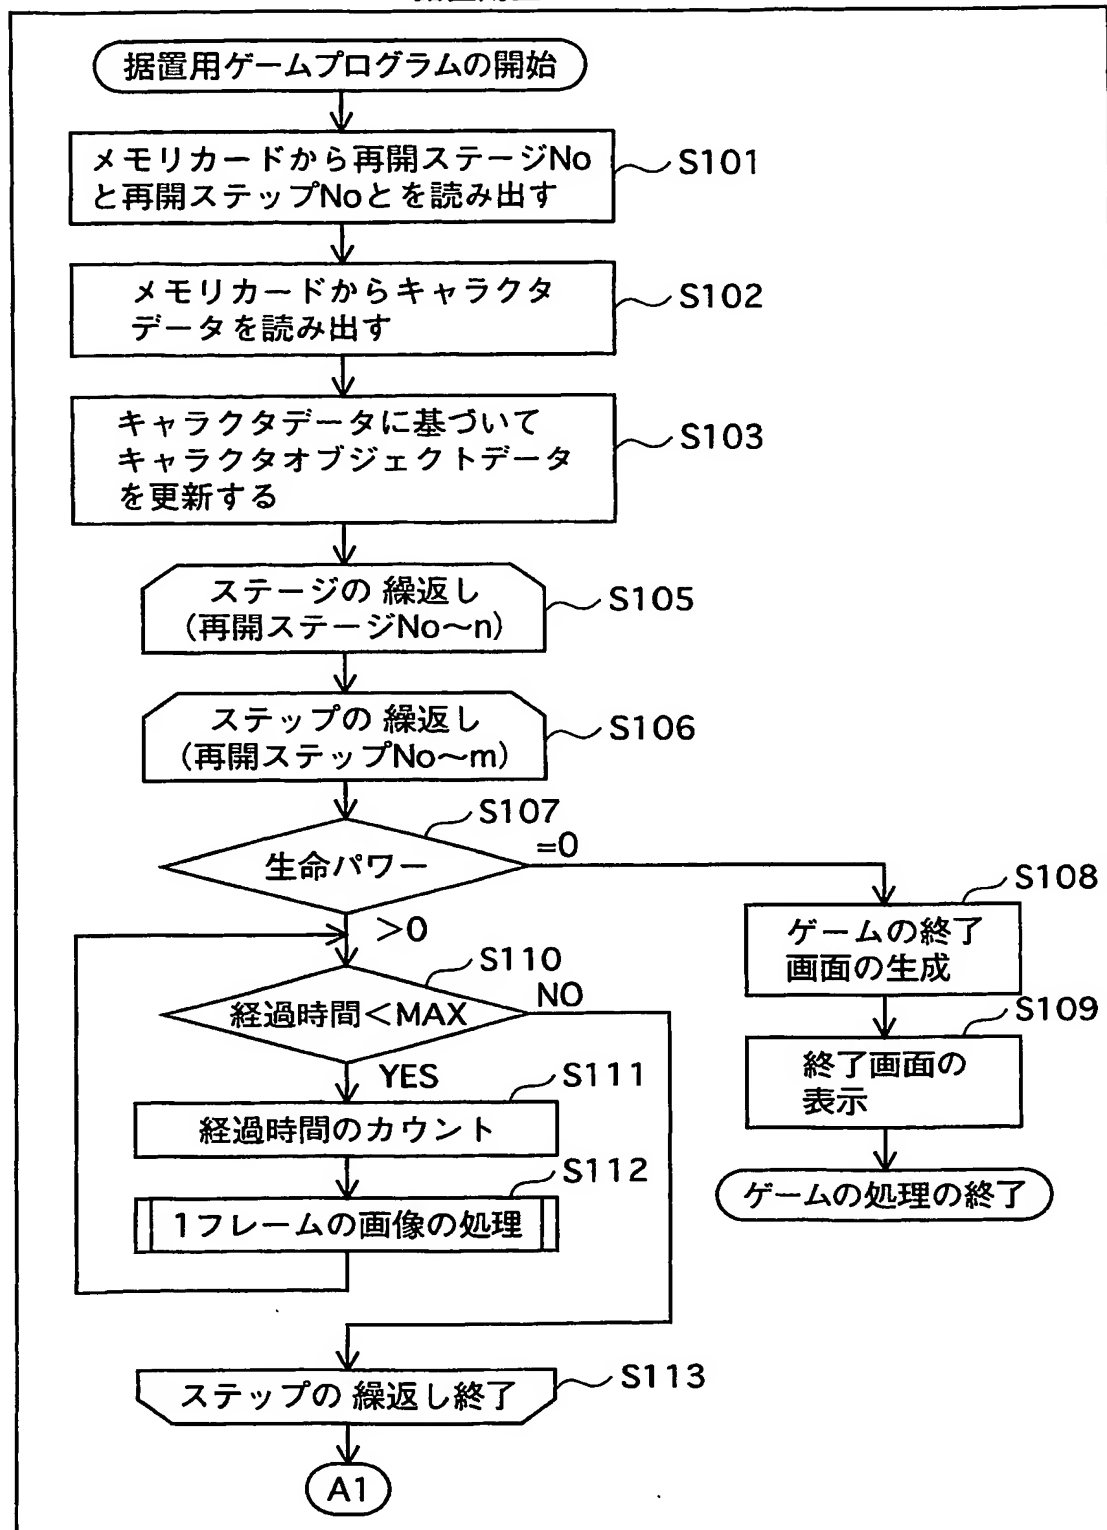 据置用ゲームプログラムの開始
メモリカードから再開ステージNo
と再開ステップNoとを読み出す
S101
メモリカードからキャラクタ
データを読み出す
S102
キャラクタデータに基づいて
キャラクタオブジェクトデータ
を更新する
S103
ステージの 繰返し
(再開ステージNo~n)
S105
ステップの 繰返し
(再開ステップNo~m)
S106
S107
生命パワー
=0
>0
S108
ゲームの終了
画面の生成
S109
終了画面の
表示
ゲームの処理の終了
S110
経過時間<MAX
NO
YES
S111
経過時間のカウント
S112
1フレームの画像の処理
ステップの 繰返し終了
S113
A1